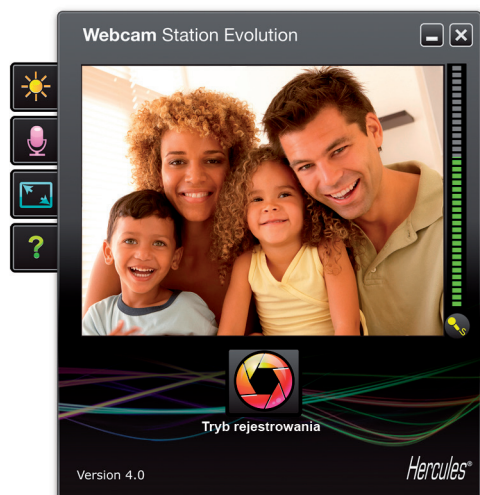 Webcam Station Evolution
?
Tryb rejestrowania
Version 4.0
Hercules®